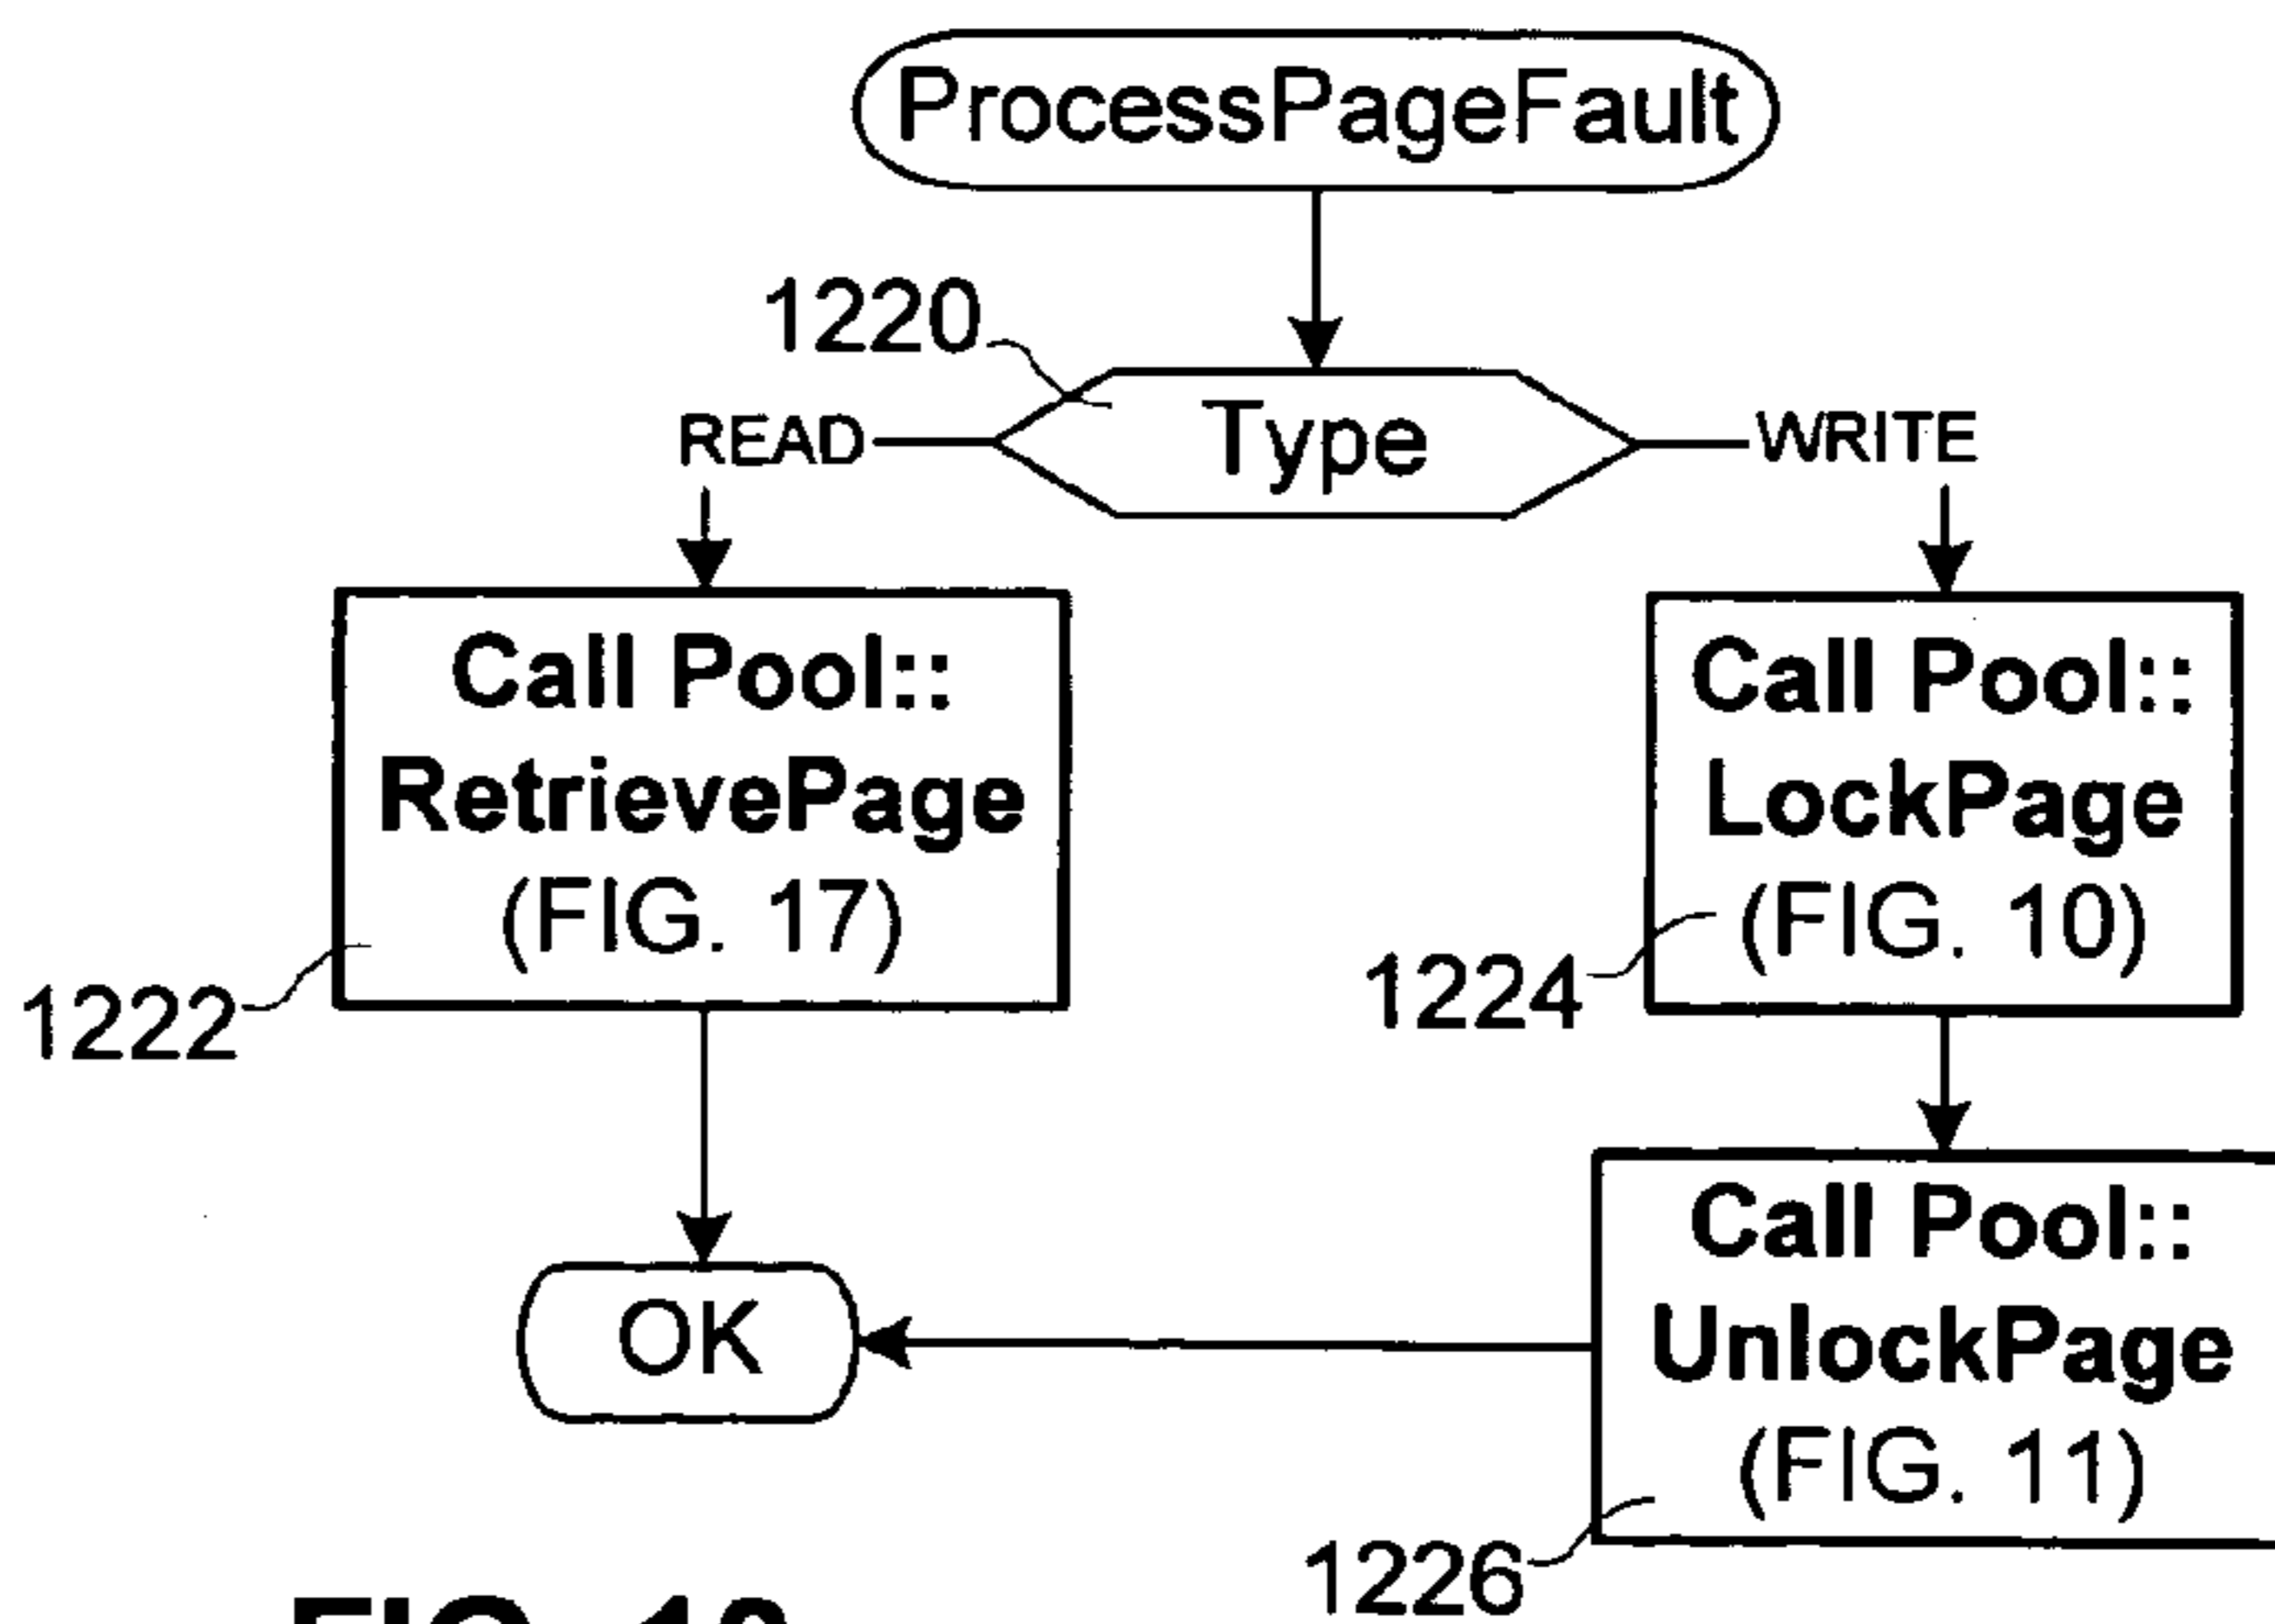 ProcessPageFault
1220
READ
Type
WRITE
Call Pool::
RetrievePage
(FIG. 17)
1222
Call Pool::
LockPage
(FIG. 10)
1224
OK
Call Pool::
UnlockPage
(FIG. 11)
1226
FIG.